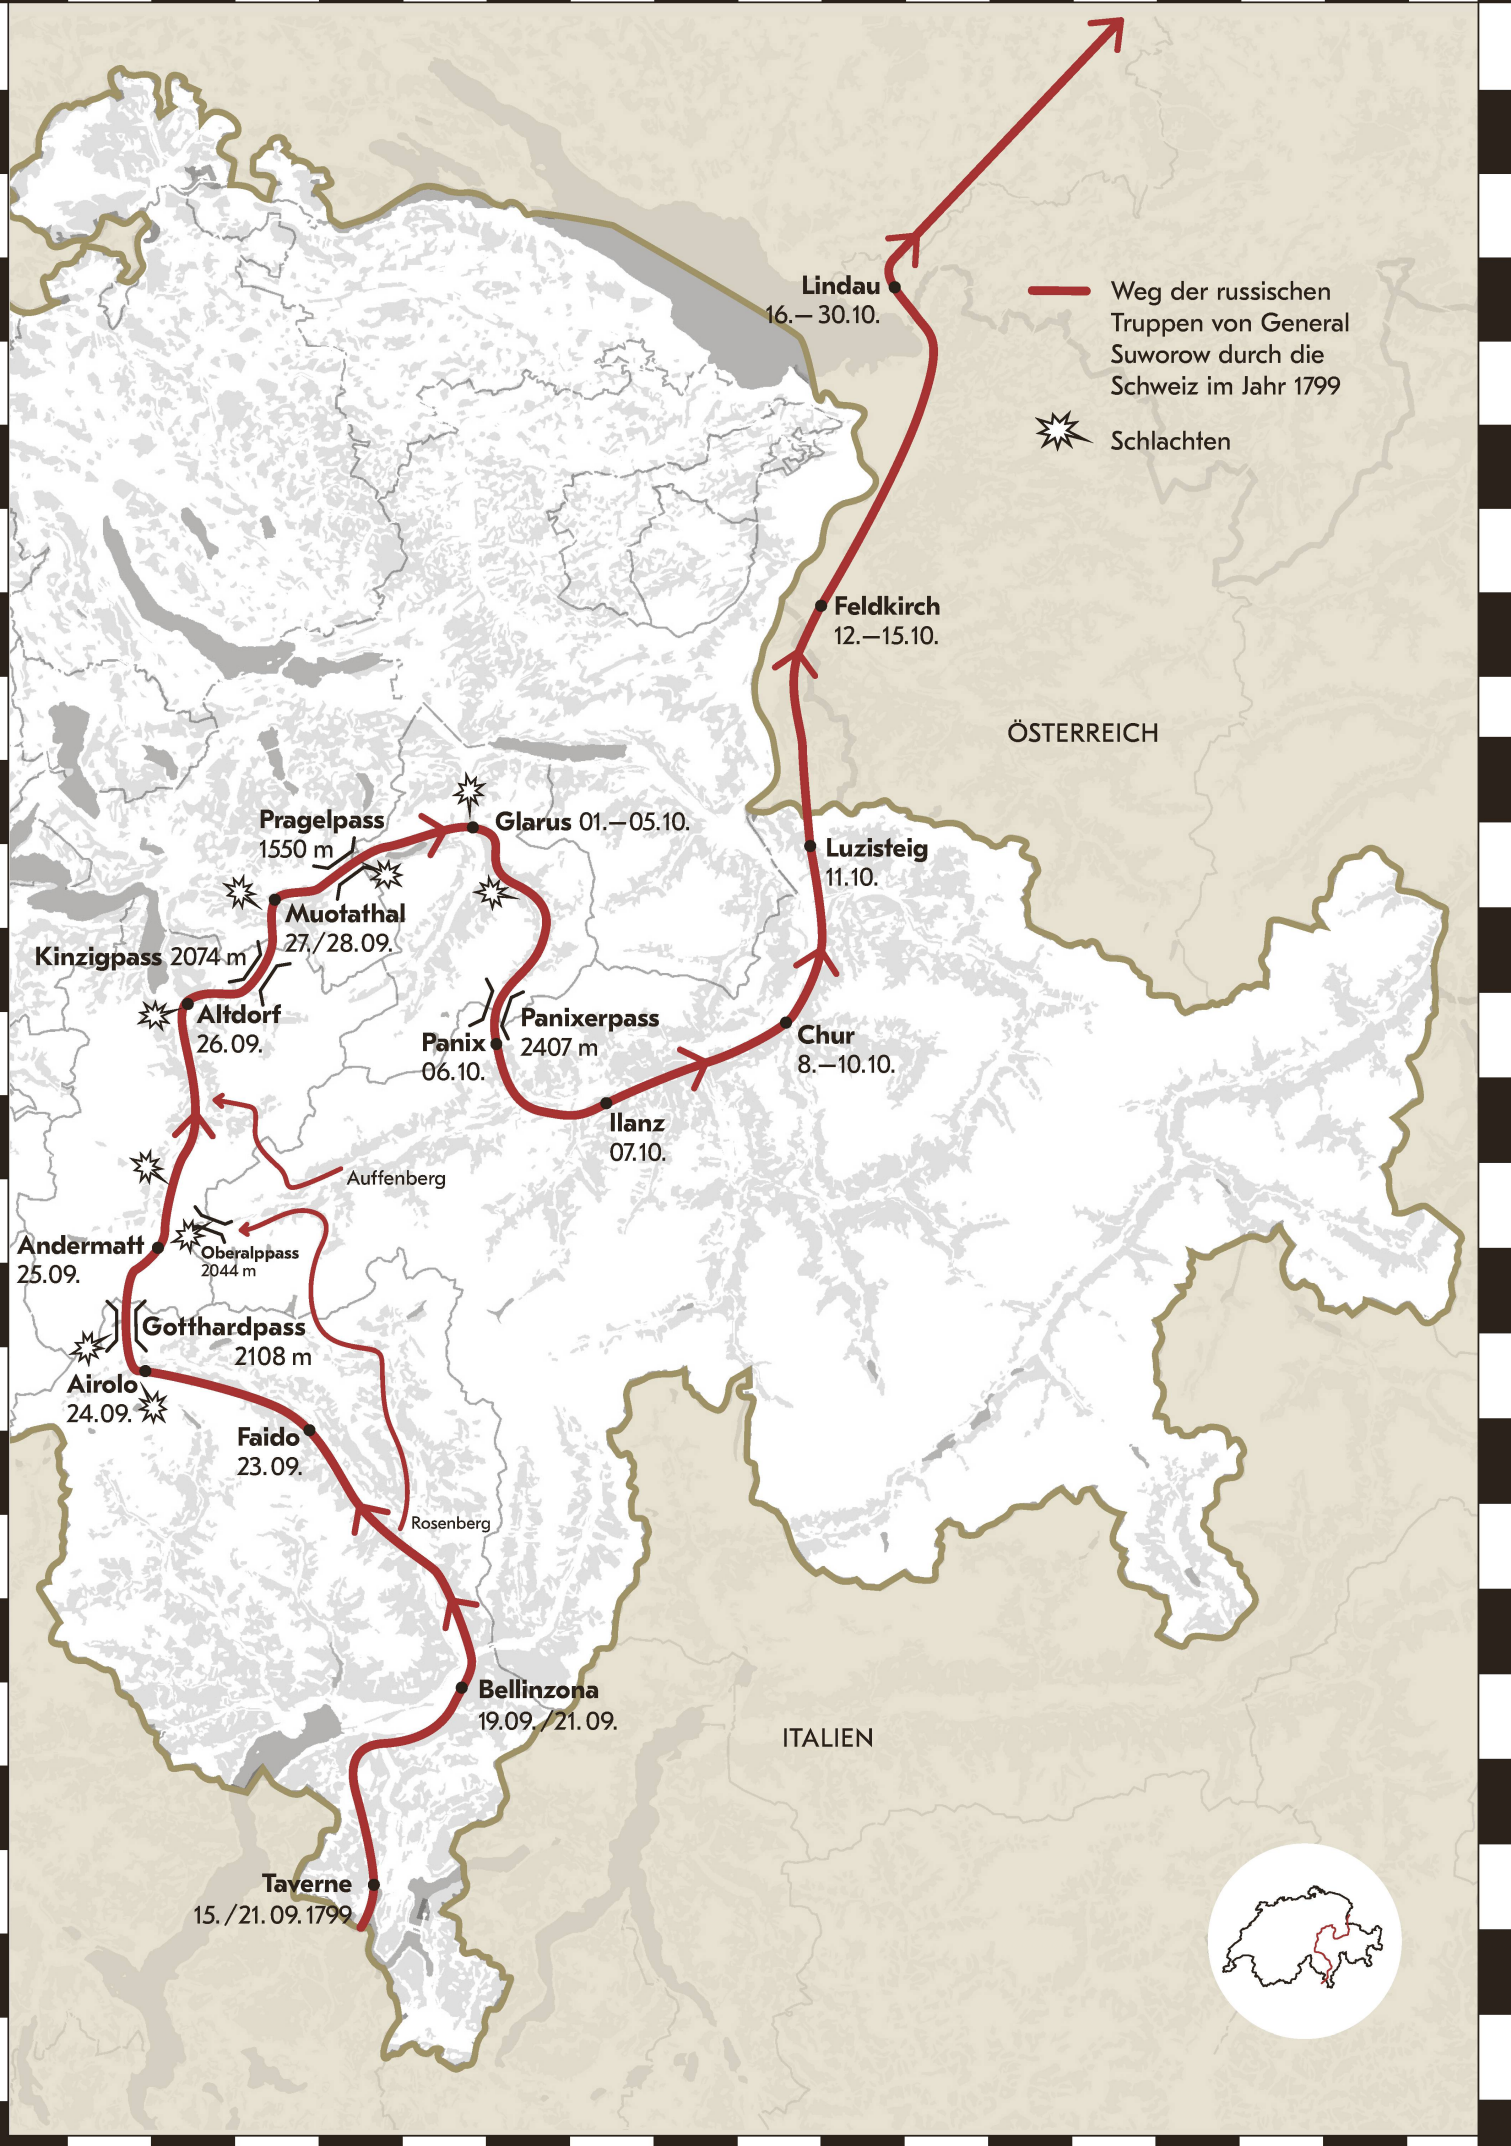 Lindau
16.– 30.10.
Weg der russischen
Truppen von General
Suworow durch die
Schweiz im Jahr 1799
Schlachten
Feldkirch
12.–15.10.
ÖSTERREICH
Pragelpass
1550 m
Glarus 01.–05.10.
Luzisteig
11.10.
Muotathal
27./28.09.
Kinzigpass 2074 m
Altdorf
26.09.
Panixerpass
2407 m
Panix
06.10.
Chur
8.–10.10.
Ilanz
07.10.
Auffenberg
Andermatt
25.09.
Oberalppass
2044 m
Gotthardpass
2108 m
Airolo
24.09.
Faido
23.09.
Rosenberg
Bellinzona
19.09./21.09.
ITALIEN
Taverne
15./21.09.1799